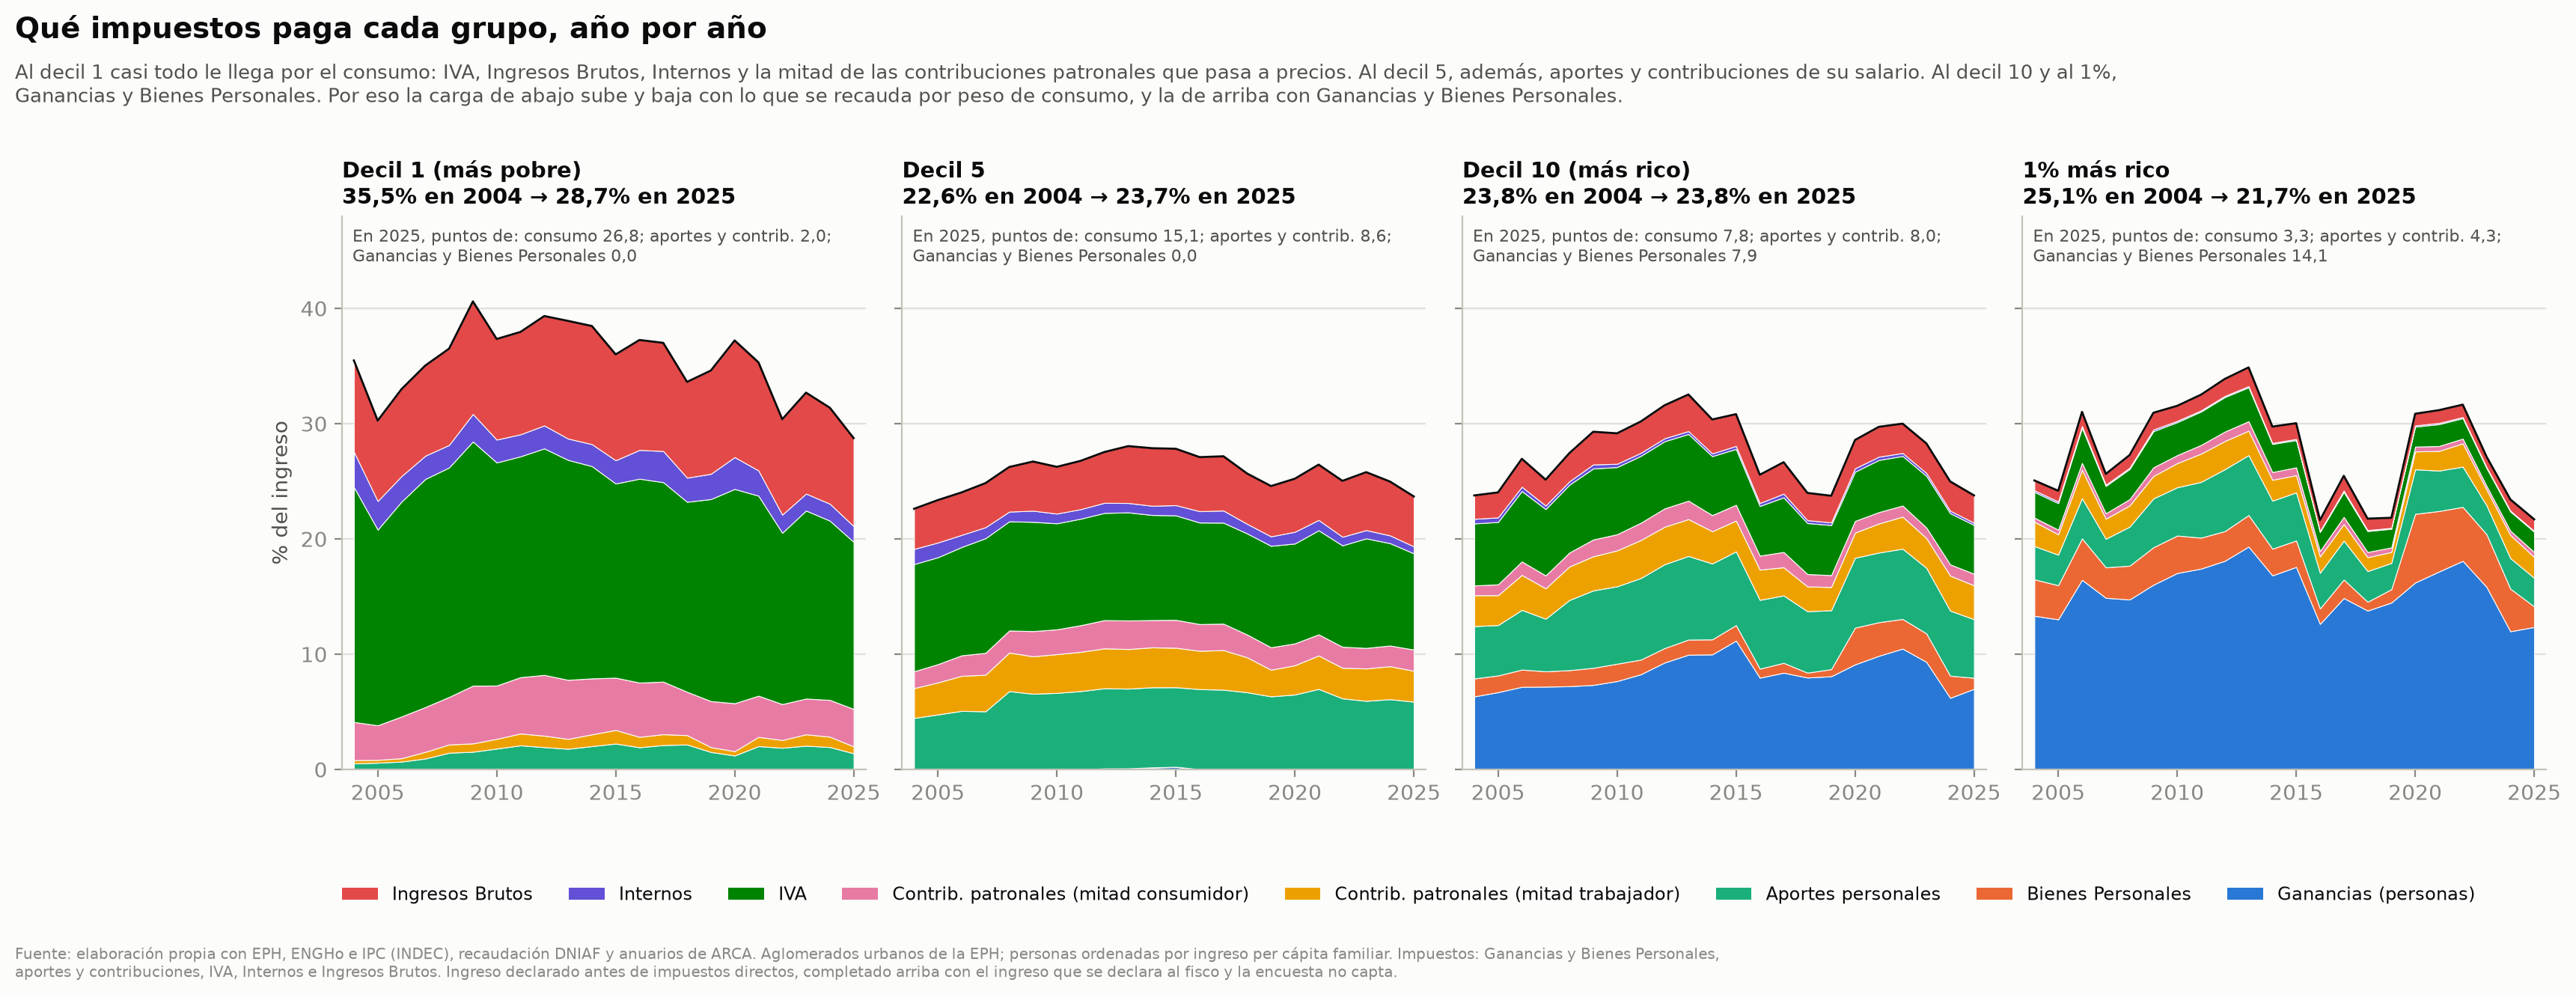 Qué impuestos paga cada grupo, año por año
Al decil 1 casi todo le llega por el consumo: IVA, Ingresos Brutos, Internos y la mitad de las contribuciones patronales que pasa a precios. Al decil 5, además, aportes y contribuciones de su salario. Al decil 10 y al 1%,
Ganancias y Bienes Personales. Por eso la carga de abajo sube y baja con lo que se recauda por peso de consumo, y la de arriba con Ganancias y Bienes Personales.
Decil 1 (más pobre)
35,5% en 2004 → 28,7% en 2025
En 2025, puntos de: consumo 26,8; aportes y contrib. 2,0;
Ganancias y Bienes Personales 0,0
% del ingreso
40
30
20
10
0
2005 2010 2015 2020 2025
Decil 5
22,6% en 2004 → 23,7% en 2025
En 2025, puntos de: consumo 15,1; aportes y contrib. 8,6;
Ganancias y Bienes Personales 0,0
2005 2010 2015 2020 2025
Decil 10 (más rico)
23,8% en 2004 → 23,8% en 2025
En 2025, puntos de: consumo 7,8; aportes y contrib. 8,0;
Ganancias y Bienes Personales 7,9
2005 2010 2015 2020 2025
1% más rico
25,1% en 2004 → 21,7% en 2025
En 2025, puntos de: consumo 3,3; aportes y contrib. 4,3;
Ganancias y Bienes Personales 14,1
2005 2010 2015 2020 2025
Ingresos Brutos Internos IVA Contrib. patronales (mitad consumidor) Contrib. patronales (mitad trabajador) Aportes personales Bienes Personales Ganancias (personas)
Fuente: elaboración propia con EPH, ENGHo e IPC (INDEC), recaudación DNIAF y anuarios de ARCA. Aglomerados urbanos de la EPH; personas ordenadas por ingreso per cápita familiar. Impuestos: Ganancias y Bienes Personales,
aportes y contribuciones, IVA, Internos e Ingresos Brutos. Ingreso declarado antes de impuestos directos, completado arriba con el ingreso que se declara al fisco y la encuesta no capta.